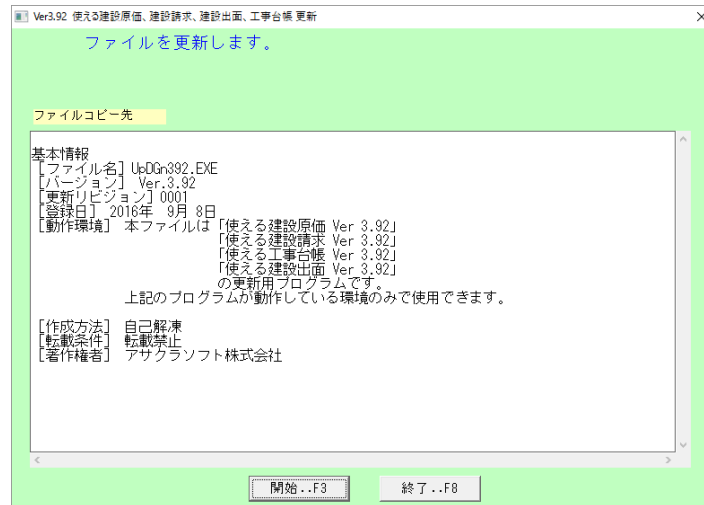 Ver3.92 使える建設原価、建設請求、建設出面、工事台帳 更新
ファイルを更新します。
ファイルコピー先
基本情報
[ファイル名] UpDGn392.EXE
[バージョン] Ver.3.92
[更新リビジョン] 0001
[登録日] 2016年 9月 8日
[動作環境] 本ファイルは「使える建設原価 Ver 3.92」
「使える建設請求 Ver 3.92」
「使える工事台帳 Ver 3.92」
「使える建設出面 Ver 3.92」
の更新用プログラムです。
上記のプログラムが動作している環境のみで使用できます。
[作成方法] 自己解凍
[転載条件] 転載禁止
[著作権者] アサクラソフト株式会社
開始..F3 終了..F8